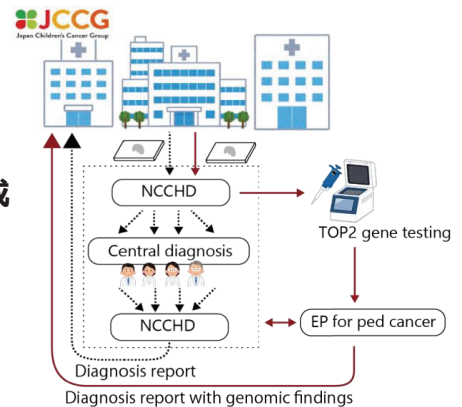 JCCG
Japan Children's Cancer Group
NCCHD
成
TOP2 gene testing
Central diagnosis
NCCHD
EP for ped cancer
Diagnosis report
Diagnosis report with genomic findings